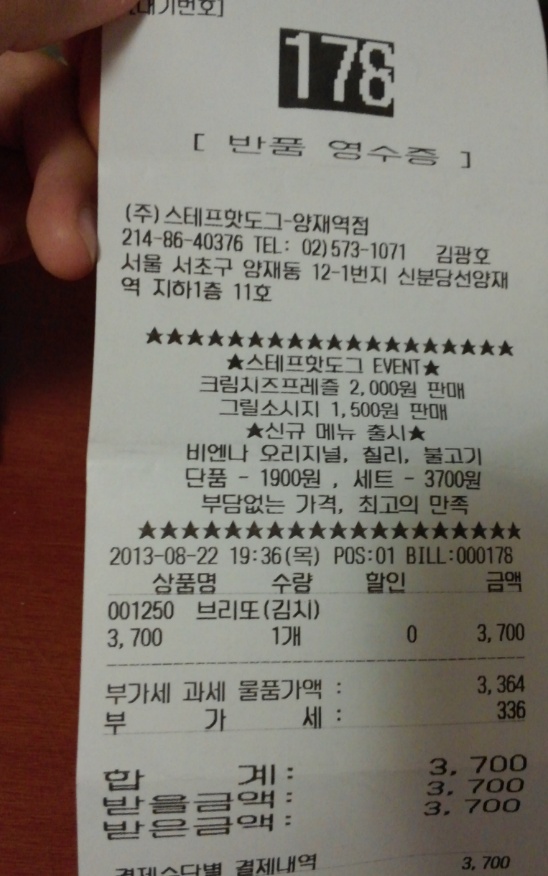 [대기번호]
178
[ 반품 영수증 ]
(주)스테프핫도그-양재역점
214-86-40376 TEL: 02)573-1071 김광호
서울 서초구 양재동 12-1번지 신분당선양재
역 지하1층 11호
★★★★★★★★★★★★★★★★★★★
★스테프핫도그 EVENT★
크림치즈프레즐 2,000원 판매
그릴소시지 1,500원 판매
★신규 메뉴 출시★
비엔나 오리지널, 칠리, 불고기
단품 - 1900원 , 세트 - 3700원
부담없는 가격, 최고의 만족
★★★★★★★★★★★★★★★★★★★
2013-08-22 19:36(목) POS:01 BILL:000178
상품명 수량 할인 금액
001250 브리또(김치)
3,700 1개 0 3,700
부가세 과세 물품가액 : 3,364
부 가 세 : 336
합 계 : 3,700
받을금액 : 3,700
받은금액 : 3,700
결제수단별 결제내역 3,700